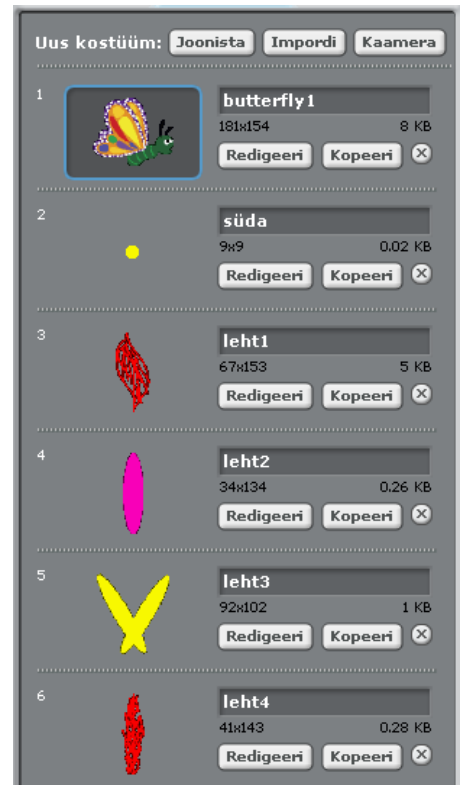 Uus kostüüm: Joonista Impordi Kaamera
1
butterfly1
181x154 8 KB
Redigeeri Kopeeri
2
süda
9x9 0.02 KB
Redigeeri Kopeeri
3
leht1
67x153 5 KB
Redigeeri Kopeeri
4
leht2
34x134 0.26 KB
Redigeeri Kopeeri
5
leht3
92x102 1 KB
Redigeeri Kopeeri
6
leht4
41x143 0.28 KB
Redigeeri Kopeeri